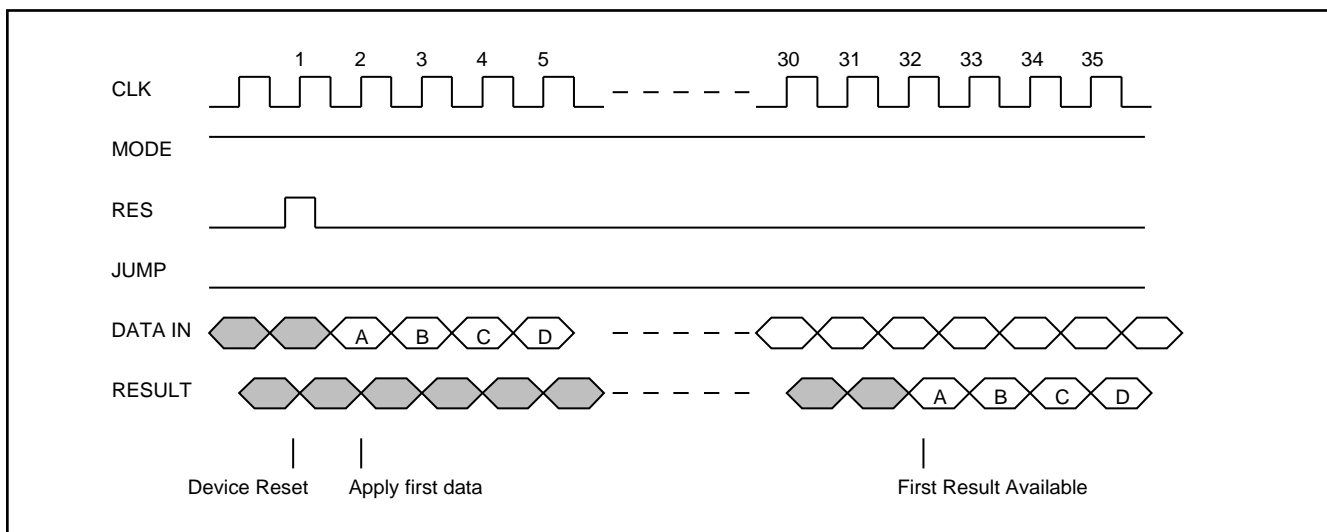 1 2 3 4 5 30 31 32 33 34 35
CLK
MODE
RES
JUMP
DATA IN A B C D
RESULT A B C D
Device Reset Apply first data First Result Available